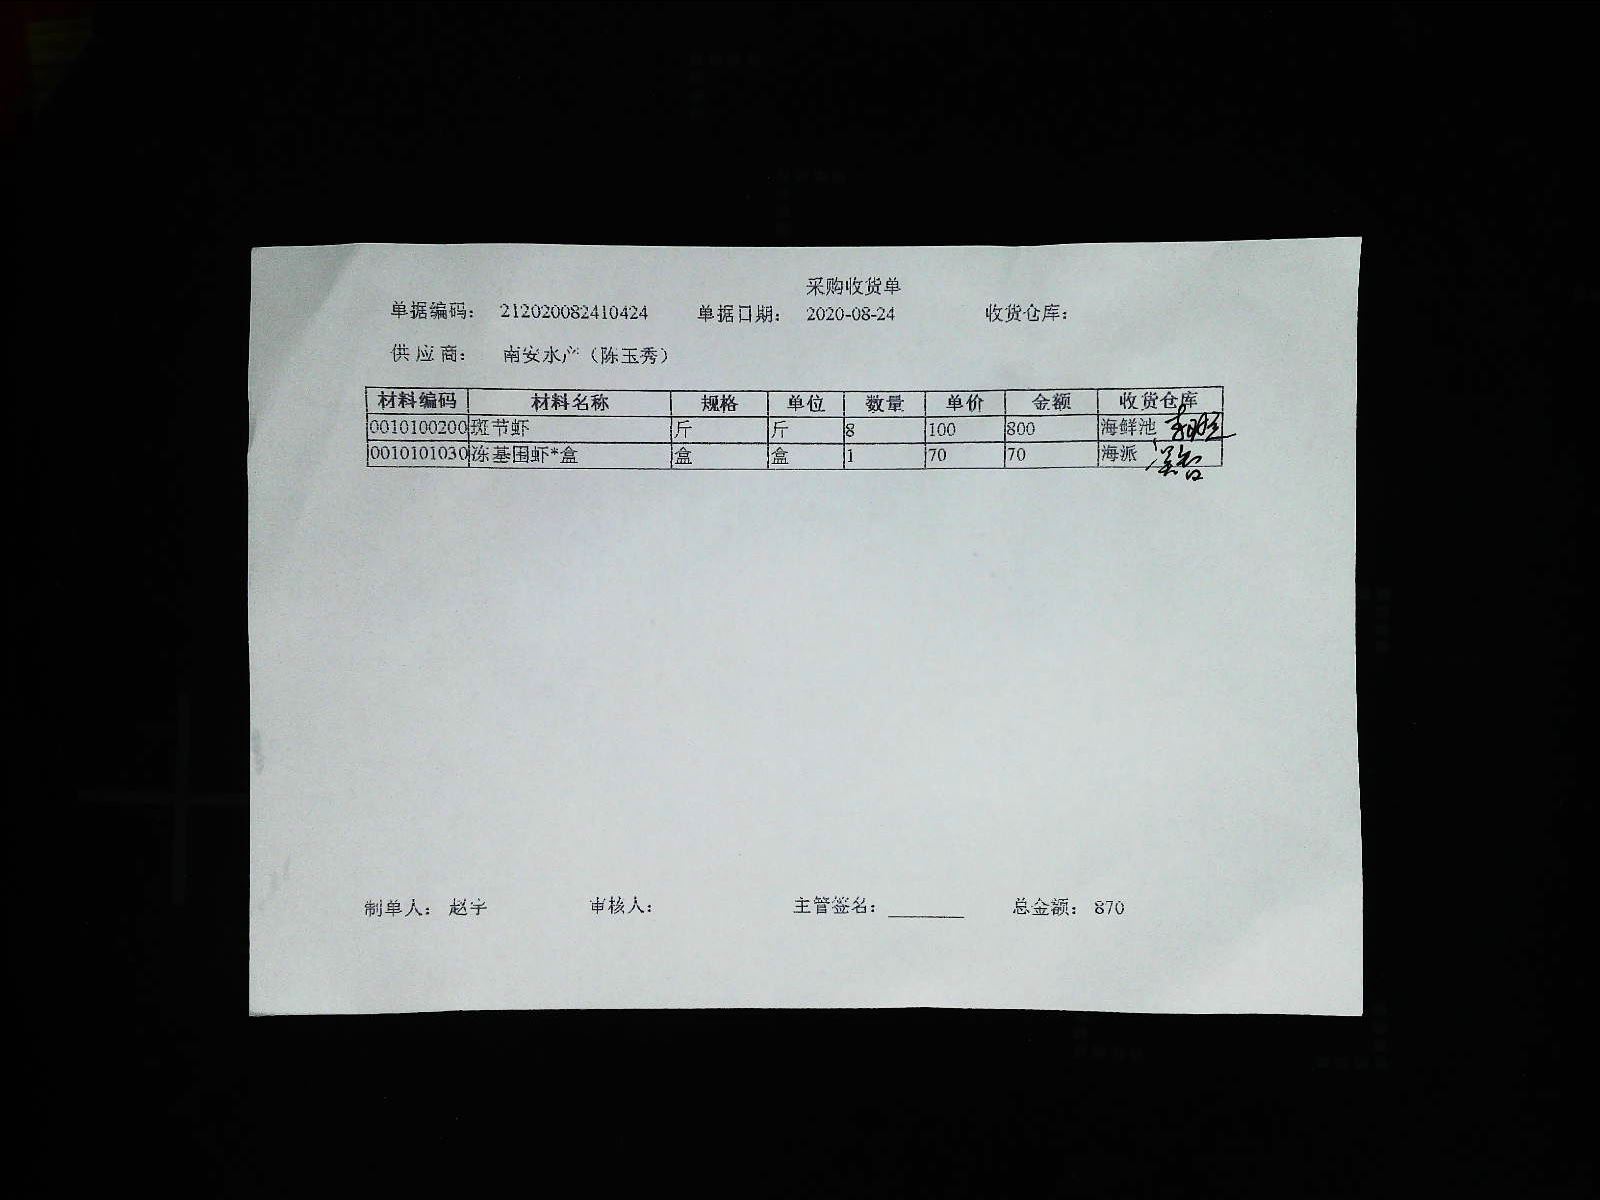 采购收货单
单据编码： 212020082410424 单据日期： 2020-08-24 收货仓库：
供应商： 南安水产（陈玉秀）
材料编码 材料名称 规格 单位 数量 单价 金额 收货仓库
0010100200 斑节虾 斤 斤 8 100 800 海鲜池
0010101030 冻基围虾*盒 盒 盒 1 70 70 海派
制单人： 赵宇 审核人： 主管签名： 总金额： 870